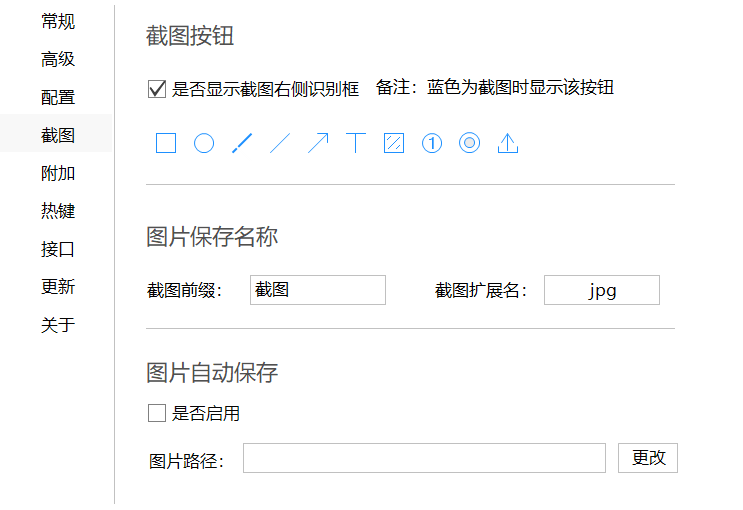 常规
高级
配置
截图
附加
热键
接口
更新
关于
截图按钮
是否显示截图右侧识别框 备注：蓝色为截图时显示该按钮
1
图片保存名称
截图前缀： 截图 截图扩展名： jpg
图片自动保存
是否启用
图片路径： 更改